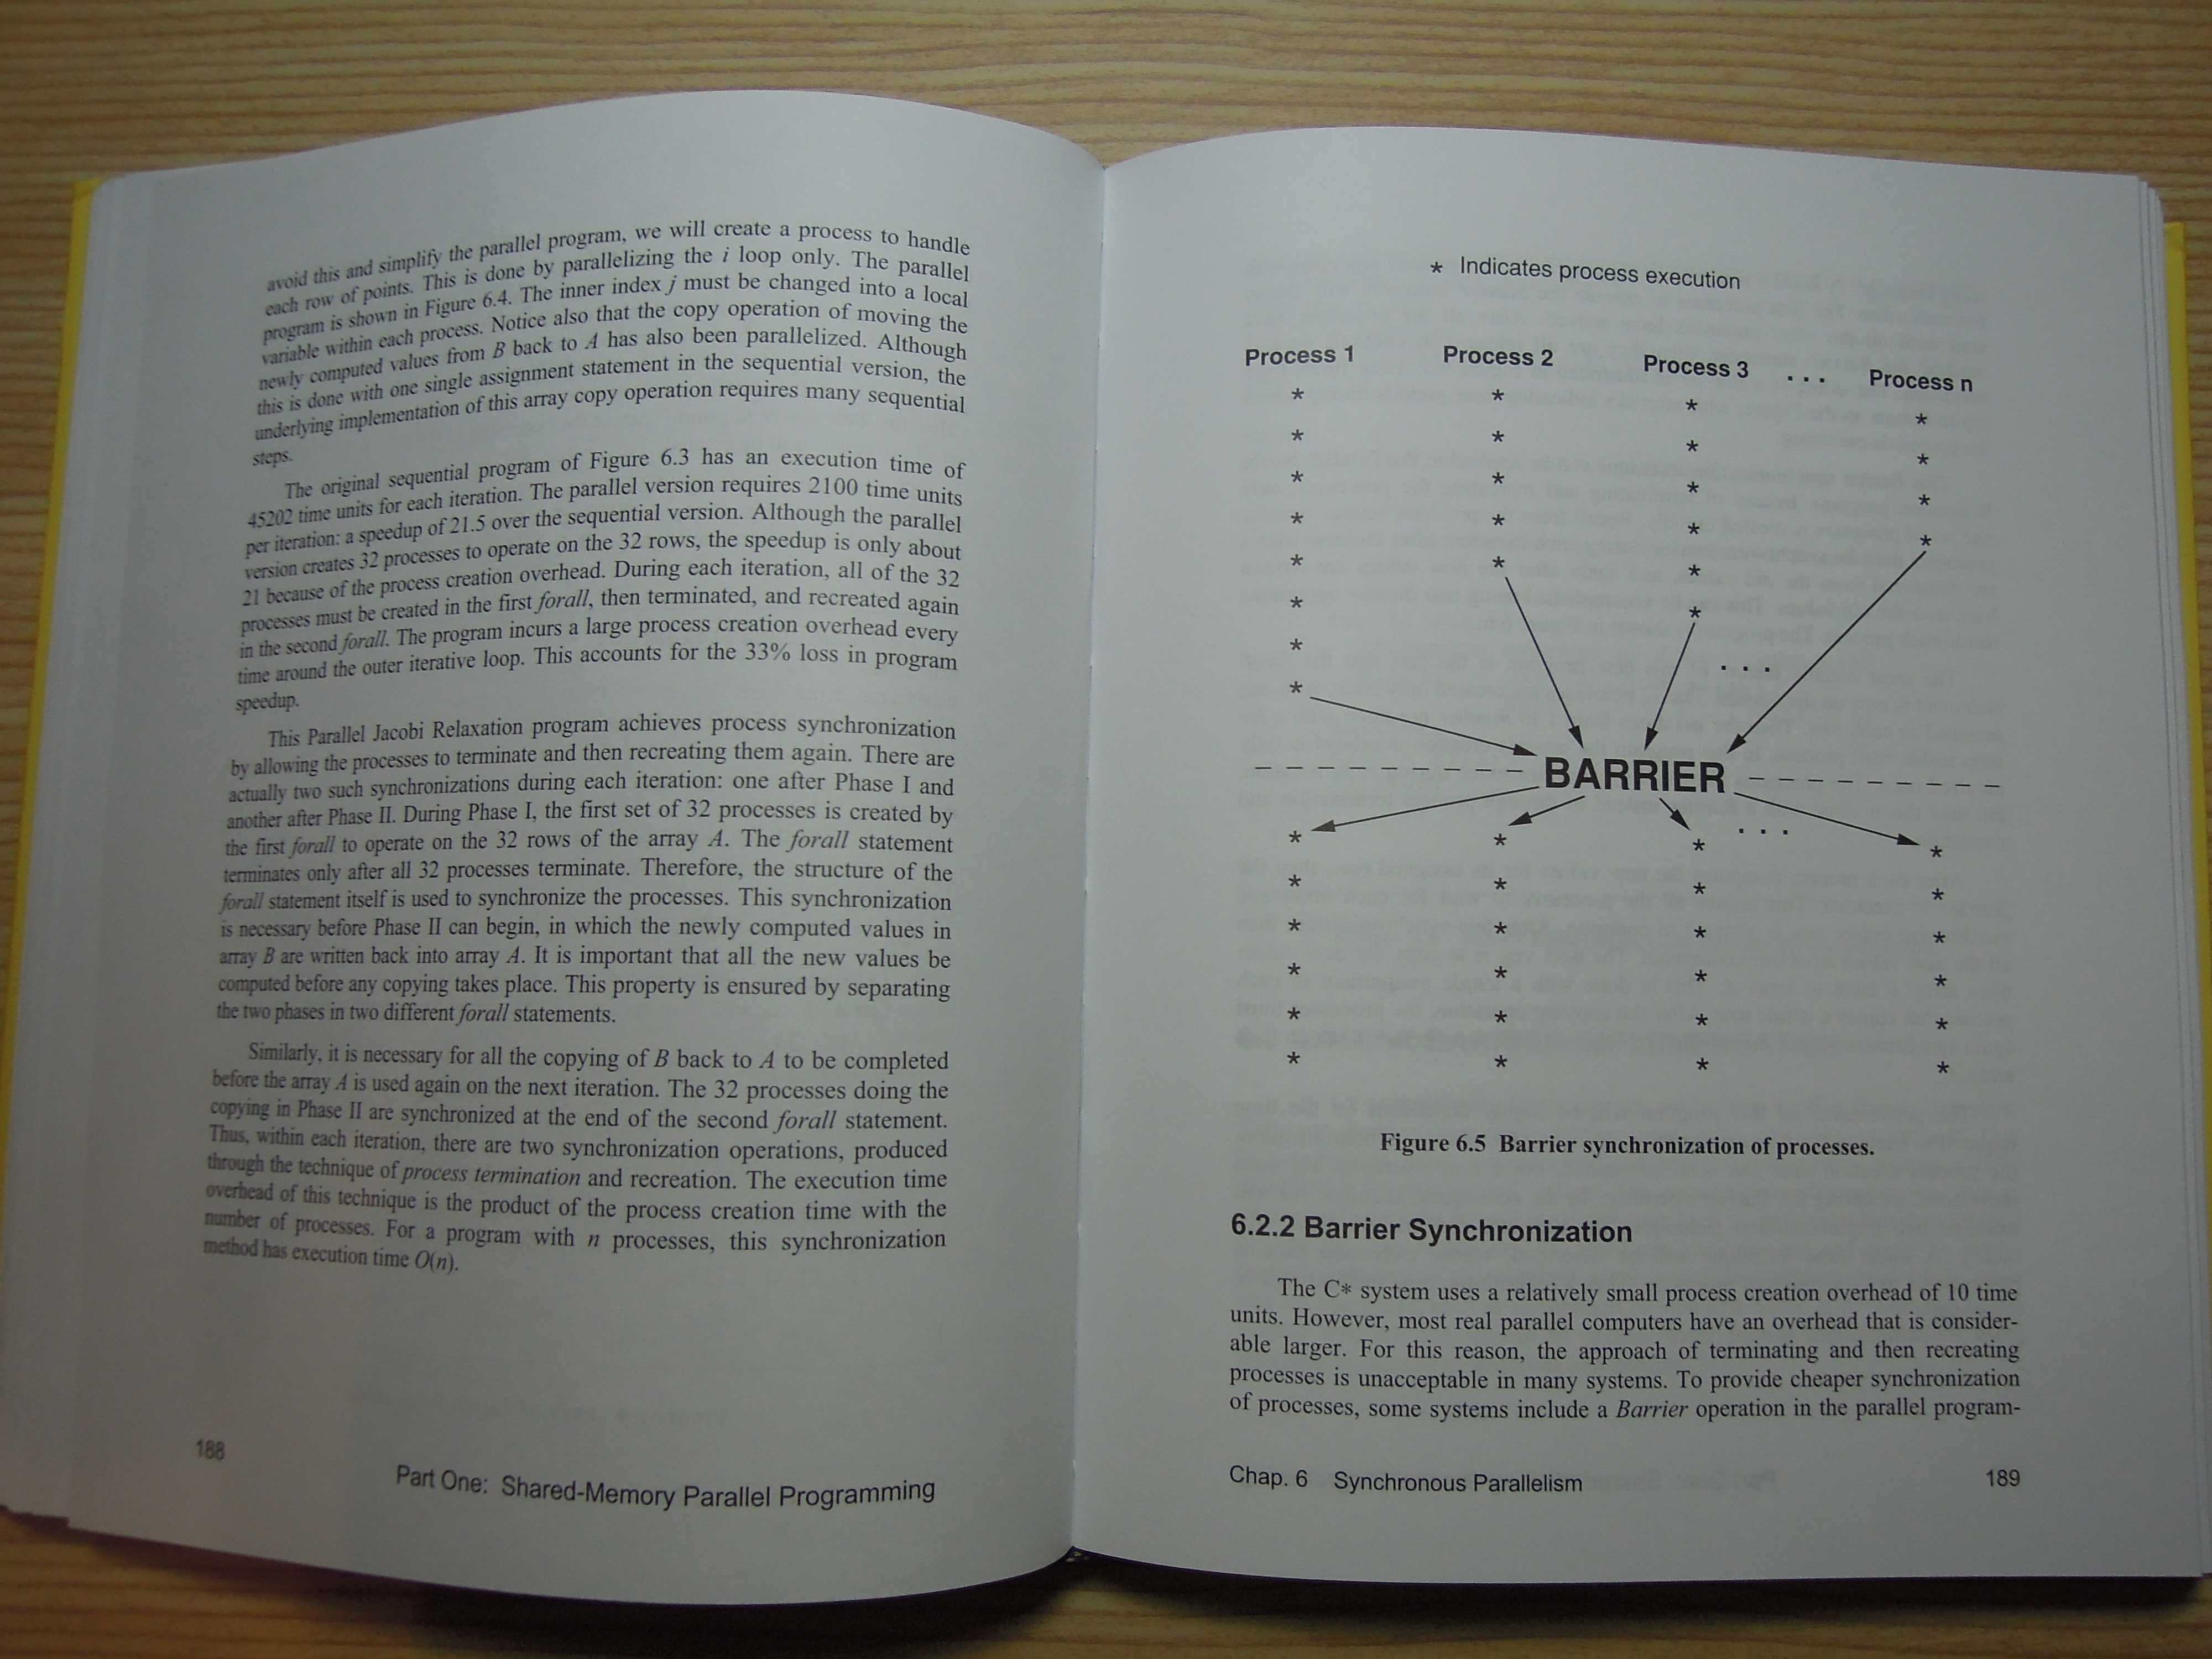 avoid this and simplify the parallel program, we will create a process to handle
each row of points. This is done by parallelizing the i loop only. The parallel
program is shown in Figure 6.4. The inner index j must be changed into a local
variable within each process. Notice also that the copy operation of moving the
newly computed values from B back to A has also been parallelized. Although
this is done with one single assignment statement in the sequential version, the
underlying implementation of this array copy operation requires many sequential
steps.
The original sequential program of Figure 6.3 has an execution time of
45202 time units for each iteration. The parallel version requires 2100 time units
per iteration: a speedup of 21.5 over the sequential version. Although the parallel
version creates 32 processes to operate on the 32 rows, the speedup is only about
21 because of the process creation overhead. During each iteration, all of the 32
processes must be created in the first forall, then terminated, and recreated again
in the second forall. The program incurs a large process creation overhead every
time around the outer iterative loop. This accounts for the 33% loss in program
speedup.
This Parallel Jacobi Relaxation program achieves process synchronization
by allowing the processes to terminate and then recreating them again. There are
actually two such synchronizations during each iteration: one after Phase I and
another after Phase II. During Phase I, the first set of 32 processes is created by
the first forall to operate on the 32 rows of the array A. The forall statement
terminates only after all 32 processes terminate. Therefore, the structure of the
forall statement itself is used to synchronize the processes. This synchronization
is necessary before Phase II can begin, in which the newly computed values in
array B are written back into array A. It is important that all the new values be
computed before any copying takes place. This property is ensured by separating
the two phases in two different forall statements.
Similarly, it is necessary for all the copying of B back to A to be completed
before the array A is used again on the next iteration. The 32 processes doing the
copying in Phase II are synchronized at the end of the second forall statement.
Thus, within each iteration, there are two synchronization operations, produced
through the technique of process termination and recreation. The execution time
overhead of this technique is the product of the process creation time with the
number of processes. For a program with n processes, this synchronization
method has execution time O(n).
188
Part One: Shared-Memory Parallel Programming
* Indicates process execution
Process 1 Process 2 Process 3 . . . Process n
* * * *
* * * *
* * * *
* * * *
* * *
* *
*
*
. . .
BARRIER
. . .
* * * *
* * * *
* * * *
* * * *
* * * *
* * * *
Figure 6.5 Barrier synchronization of processes.
6.2.2 Barrier Synchronization
The C* system uses a relatively small process creation overhead of 10 time
units. However, most real parallel computers have an overhead that is consider-
able larger. For this reason, the approach of terminating and then recreating
processes is unacceptable in many systems. To provide cheaper synchronization
of processes, some systems include a Barrier operation in the parallel program-
Chap. 6 Synchronous Parallelism
189